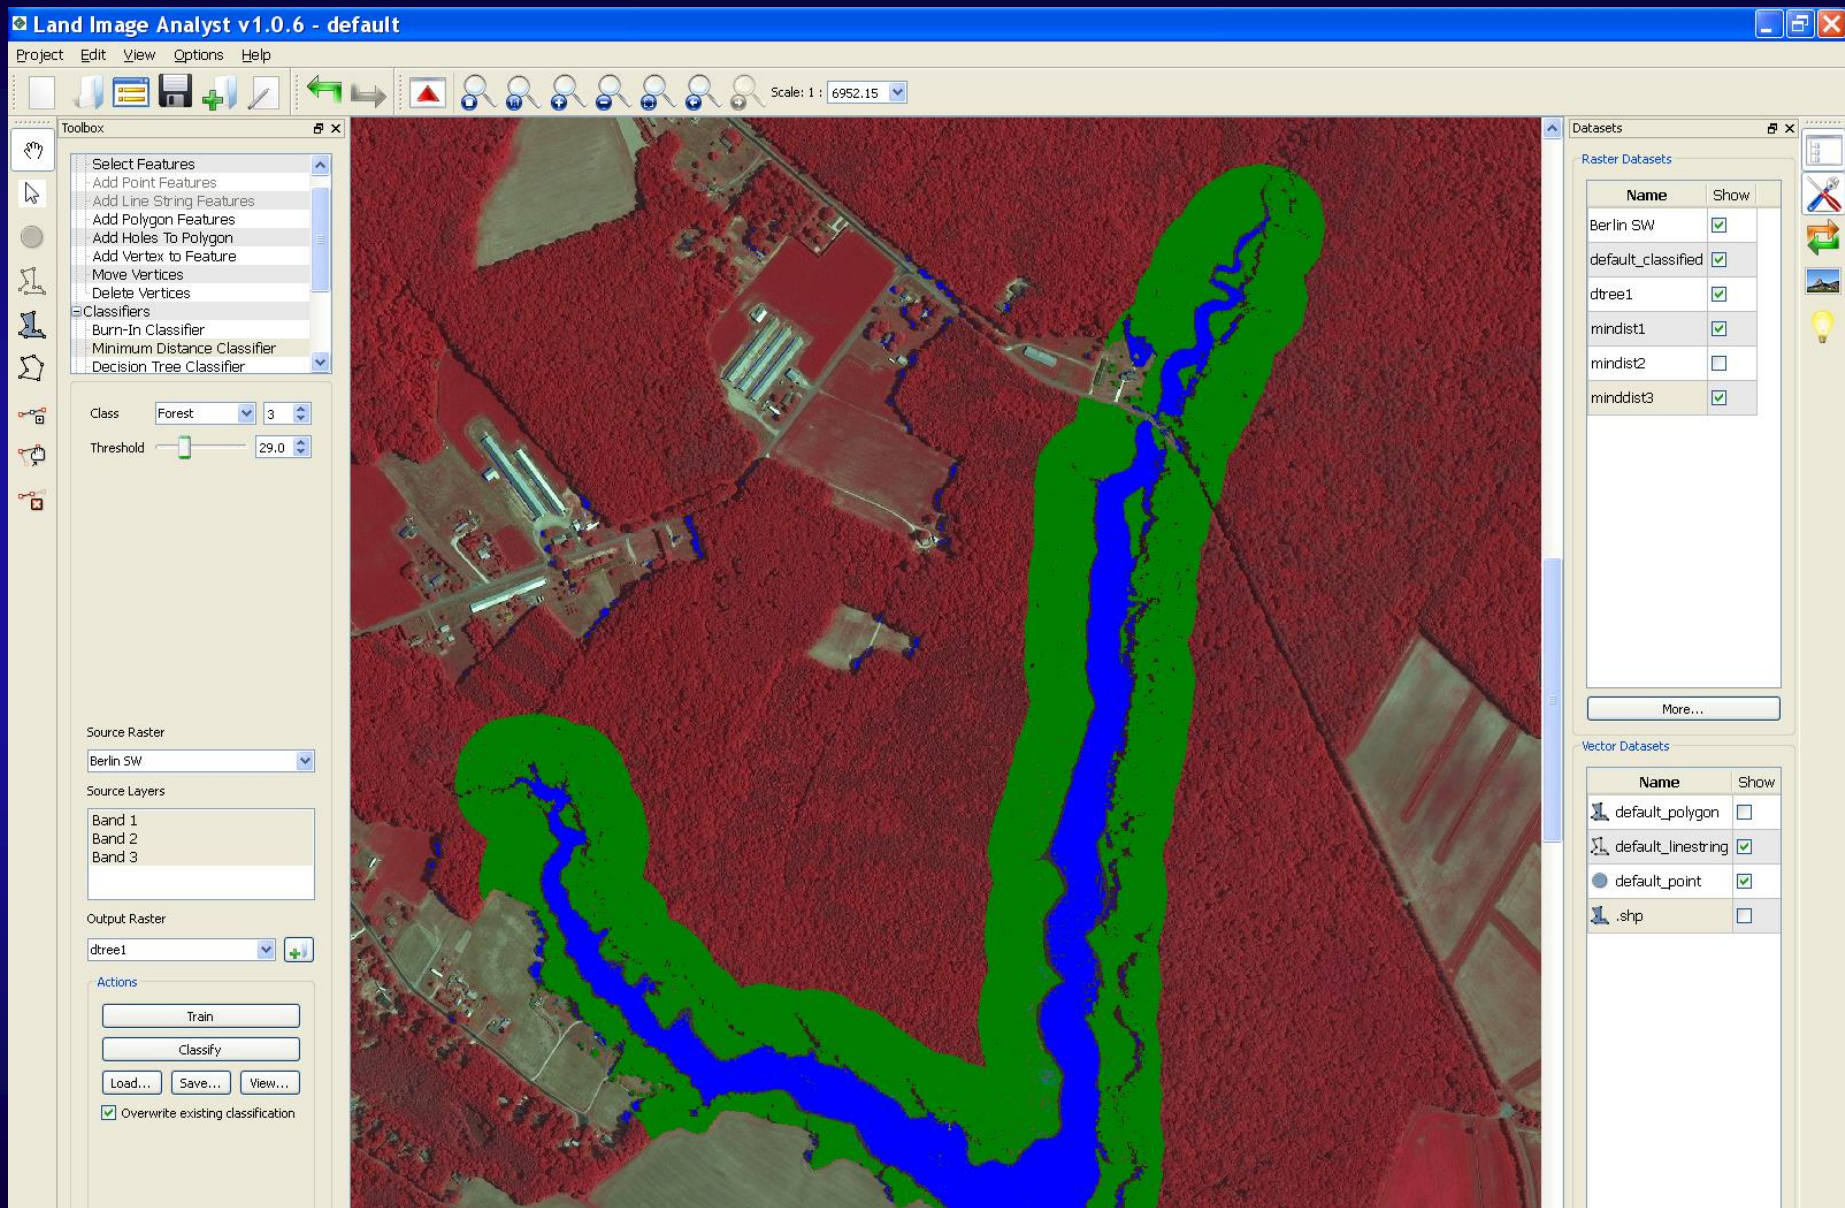 Land Image Analyst v1.0.6 - default
Project Edit View Options Help
Scale: 1 : 6952.15
Toolbox
Select Features
Add Point Features
Add Line String Features
Add Polygon Features
Add Holes To Polygon
Add Vertex to Feature
Move Vertices
Delete Vertices
Classifiers
Burn-In Classifier
Minimum Distance Classifier
Decision Tree Classifier
Class Forest 3
Threshold 29.0
Source Raster
Berlin SW
Source Layers
Band 1
Band 2
Band 3
Output Raster
dtree1
Actions
Train
Classify
Load... Save... View...
Overwrite existing classification
Datasets
Raster Datasets
Name Show
Berlin SW
default_classified
dtree1
mindist1
mindist2
minddist3
More...
Vector Datasets
Name Show
default_polygon
default_linestring
default_point
.shp